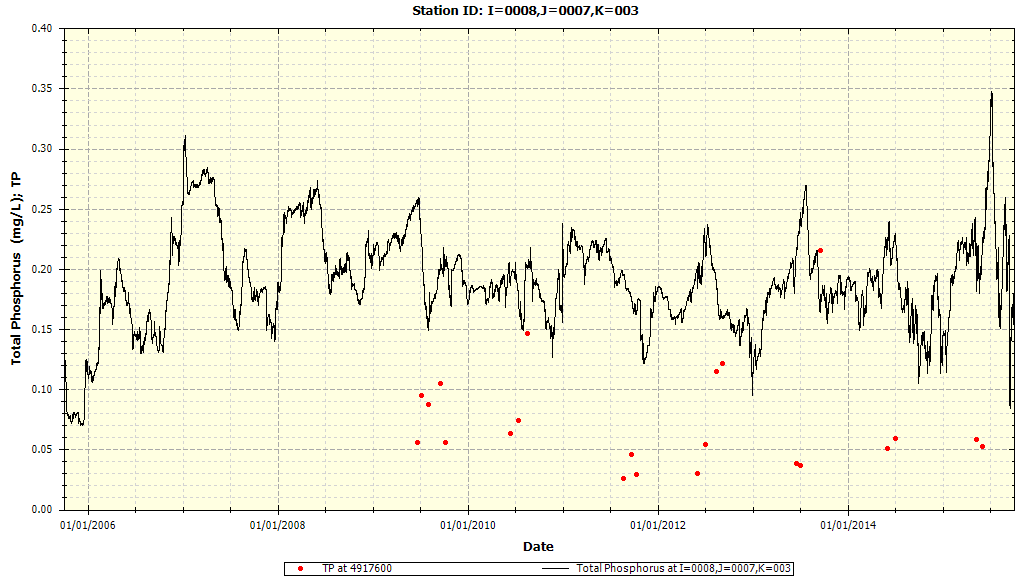 Station ID: I=0008,J=0007,K=003
Total Phosphorus (mg/L); TP
0.40
0.35
0.30
0.25
0.20
0.15
0.10
0.05
0.00
01/01/2006
01/01/2008
01/01/2010
01/01/2012
01/01/2014
Date
TP at 4917600
Total Phosphorus at I=0008,J=0007,K=003